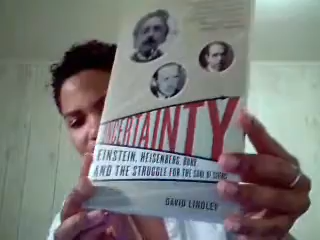 UNCERTAINTY
EINSTEIN, HEISENBERG, BOHR,
AND THE STRUGGLE FOR THE SOUL OF SCIENCE
DAVID LINDLEY